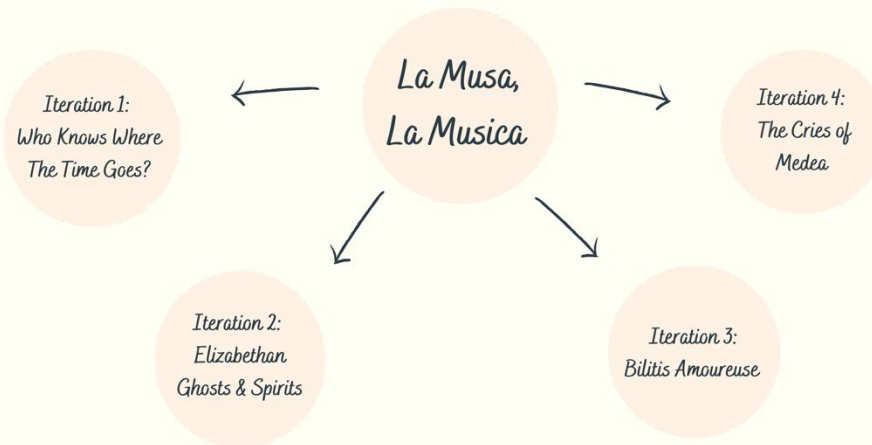 La Musa,
La Musica
Iteration 1:
Who Knows Where
The Time Goes?
Iteration 2:
Elizabethan
Ghosts & Spirits
Iteration 3:
Bilitis Amoureuse
Iteration 4:
The Cries of
Medea